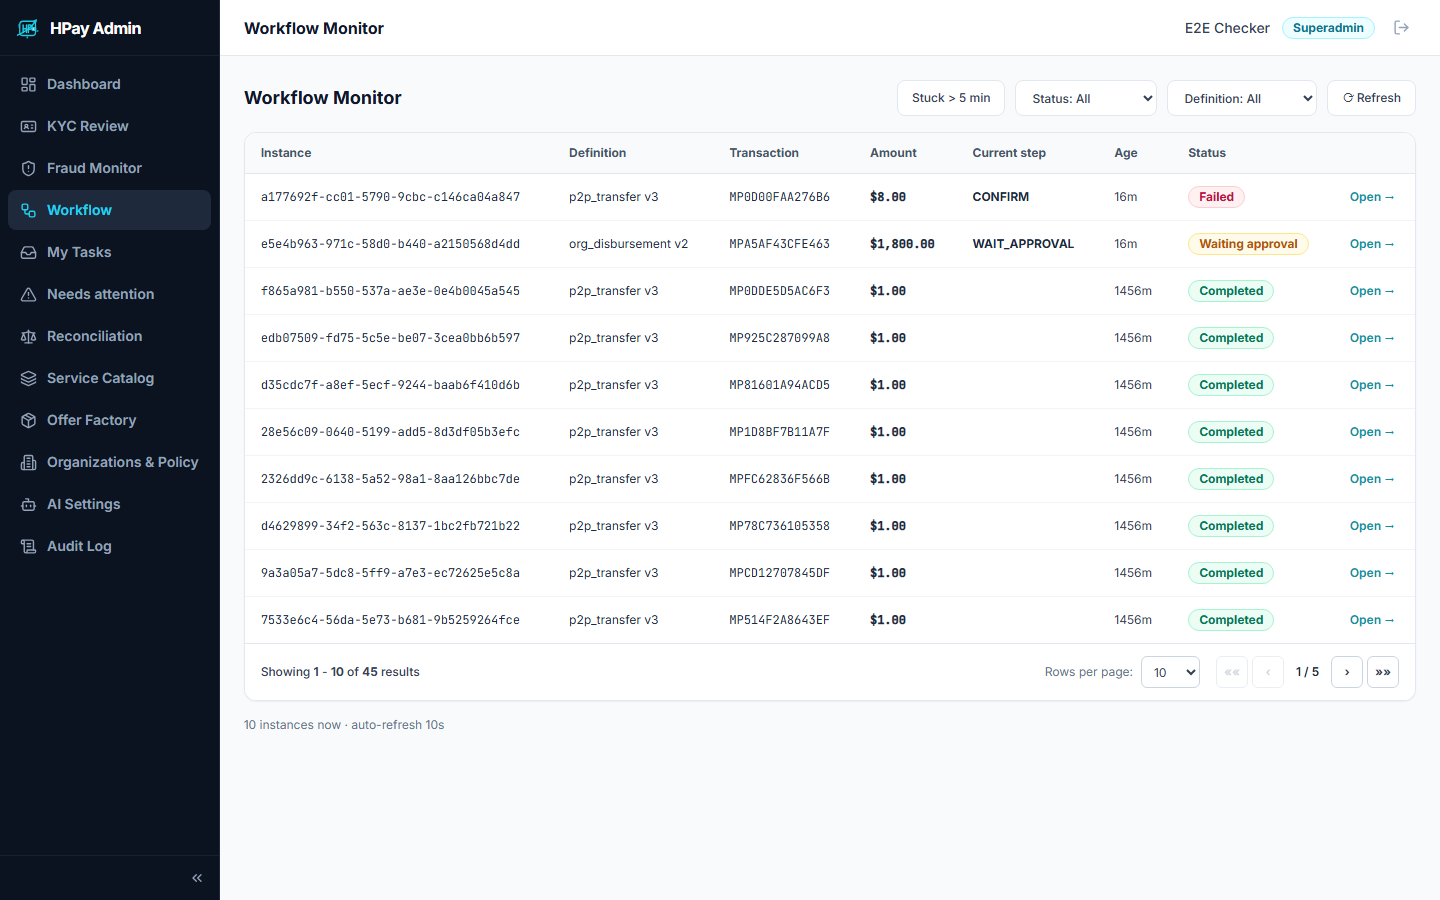 HPay Admin
Workflow Monitor
E2E Checker
Superadmin
Dashboard
KYC Review
Fraud Monitor
Workflow
My Tasks
Needs attention
Reconciliation
Service Catalog
Offer Factory
Organizations & Policy
AI Settings
Audit Log
Workflow Monitor
Stuck > 5 min
Status: All
Definition: All
Refresh
Instance Definition Transaction Amount Current step Age Status
a177692f-cc01-5790-9cbc-c146ca04a847 p2p_transfer v3 MP0D00FAA276B6 $8.00 CONFIRM 16m Failed Open →
e5e4b963-971c-58d0-b440-a2150568d4dd org_disbursement v2 MPA5AF43CFE463 $1,800.00 WAIT_APPROVAL 16m Waiting approval Open →
f865a981-b550-537a-ae3e-0e4b0045a545 p2p_transfer v3 MP0DDE5D5AC6F3 $1.00 1456m Completed Open →
edb07509-fd75-5c5e-be07-3cea0bb6b597 p2p_transfer v3 MP925C287099A8 $1.00 1456m Completed Open →
d35cdc7f-a8ef-5ecf-9244-baab6f410d6b p2p_transfer v3 MP81601A94ACD5 $1.00 1456m Completed Open →
28e56c09-0640-5199-add5-8d3df05b3efc p2p_transfer v3 MP1D8BF7B11A7F $1.00 1456m Completed Open →
2326dd9c-6138-5a52-98a1-8aa126bbc7de p2p_transfer v3 MPFC62836F566B $1.00 1456m Completed Open →
d4629899-34f2-563c-8137-1bc2fb721b22 p2p_transfer v3 MP78C736105358 $1.00 1456m Completed Open →
9a3a05a7-5dc8-5ff9-a7e3-ec72625e5c8a p2p_transfer v3 MPCD12707845DF $1.00 1456m Completed Open →
7533e6c4-56da-5e73-b681-9b5259264fce p2p_transfer v3 MP514F2A8643EF $1.00 1456m Completed Open →
Showing 1 - 10 of 45 results
Rows per page: 10 «« ‹ 1 / 5 › »»
10 instances now · auto-refresh 10s
«